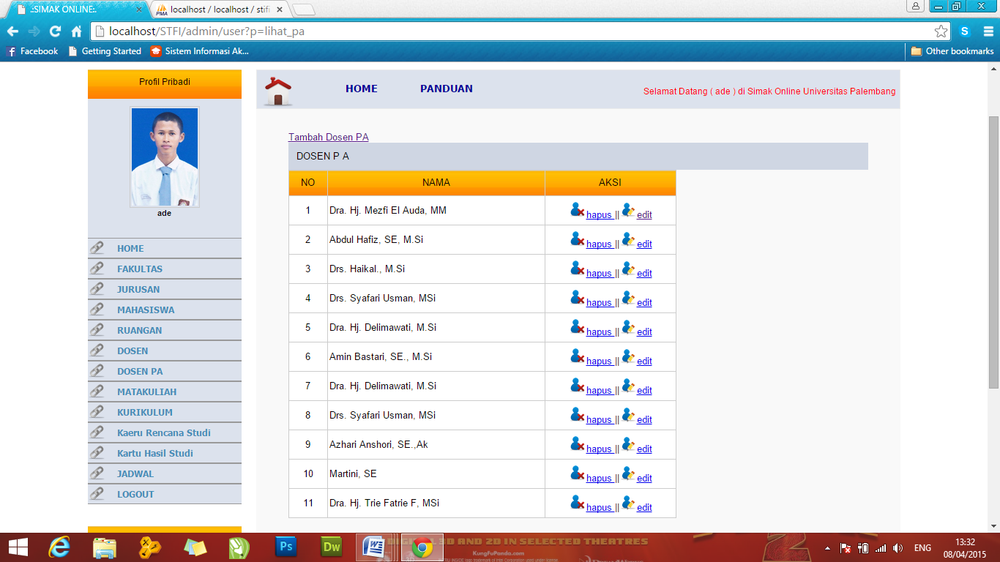 .:SIMAK ONLINE:.
localhost / localhost / stifi
localhost/STFI/admin/user?p=lihat_pa
Facebook
Getting Started
Sistem Informasi Ak...
Other bookmarks
Profil Pribadi
ade
HOME
FAKULTAS
JURUSAN
MAHASISWA
RUANGAN
DOSEN
DOSEN PA
MATAKULIAH
KURIKULUM
Kaeru Rencana Studi
Kartu Hasil Studi
JADWAL
LOGOUT
HOME PANDUAN
Selamat Datang ( ade ) di Simak Online Universitas Palembang
Tambah Dosen PA
DOSEN P A
NO NAMA AKSI
1 Dra. Hj. Mezfi El Auda, MM hapus || edit
2 Abdul Hafiz, SE, M.Si hapus || edit
3 Drs. Haikal., M.Si hapus || edit
4 Drs. Syafari Usman, MSi hapus || edit
5 Dra. Hj. Delimawati, M.Si hapus || edit
6 Amin Bastari, SE., M.Si hapus || edit
7 Dra. Hj. Delimawati, M.Si hapus || edit
8 Drs. Syafari Usman, MSi hapus || edit
9 Azhari Anshori, SE.,Ak hapus || edit
10 Martini, SE hapus || edit
11 Dra. Hj. Trie Fatrie F, MSi hapus || edit
3D AND 2D IN SELECTED THEATRES
KungFuPanda.com
Ps
Dw
ENG
13:32
08/04/2015